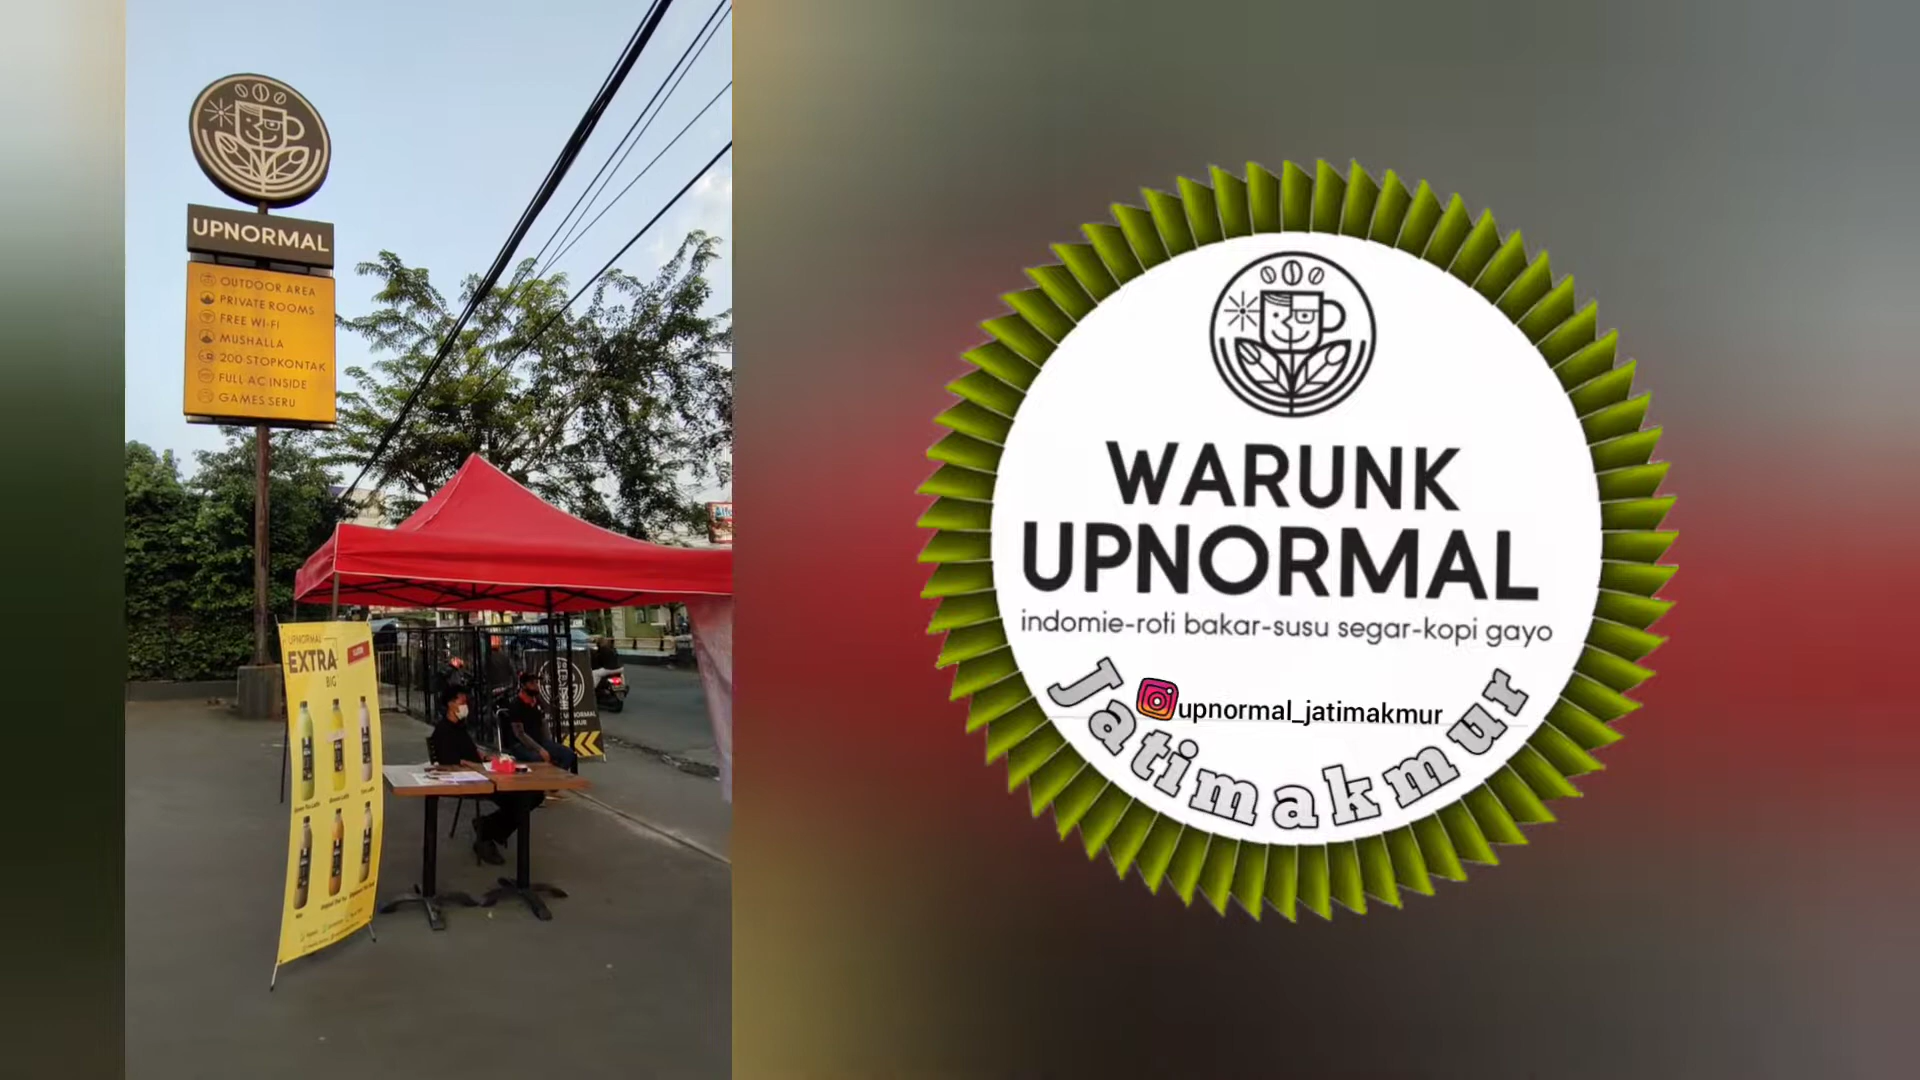 UPNORMAL
OUTDOOR AREA
PRIVATE ROOMS
FREE WI-FI
MUSHALLA
200 STOPKONTAK
FULL AC INSIDE
GAMES SERU
UPNORMAL
EXTRA
BIG
WARUNK
UPNORMAL
indomie-roti bakar-susu segar-kopi gayo
upnormal_jatimakmur
Jatimakmur